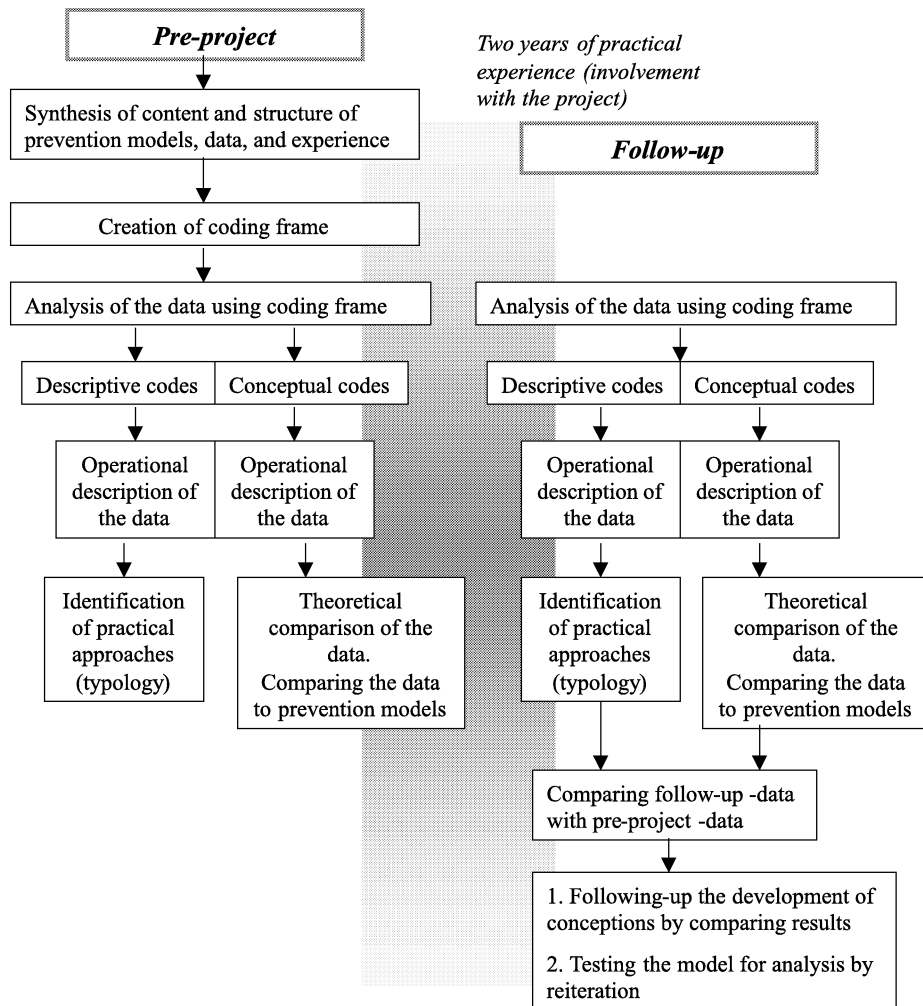 Pre-project
Synthesis of content and structure of
prevention models, data, and experience
Creation of coding frame
Analysis of the data using coding frame
Descriptive codes
Conceptual codes
Operational
description of
the data
Operational
description of
the data
Identification
of practical
approaches
(typology)
Theoretical
comparison of the
data.
Comparing the data
to prevention models
Two years of practical
experience (involvement
with the project)
Follow-up
Analysis of the data using coding frame
Descriptive codes
Conceptual codes
Operational
description of
the data
Operational
description of
the data
Identification
of practical
approaches
(typology)
Theoretical
comparison of the
data.
Comparing the data
to prevention models
Comparing follow-up -data
with pre-project -data
1. Following-up the development of
conceptions by comparing results
2. Testing the model for analysis by
reiteration